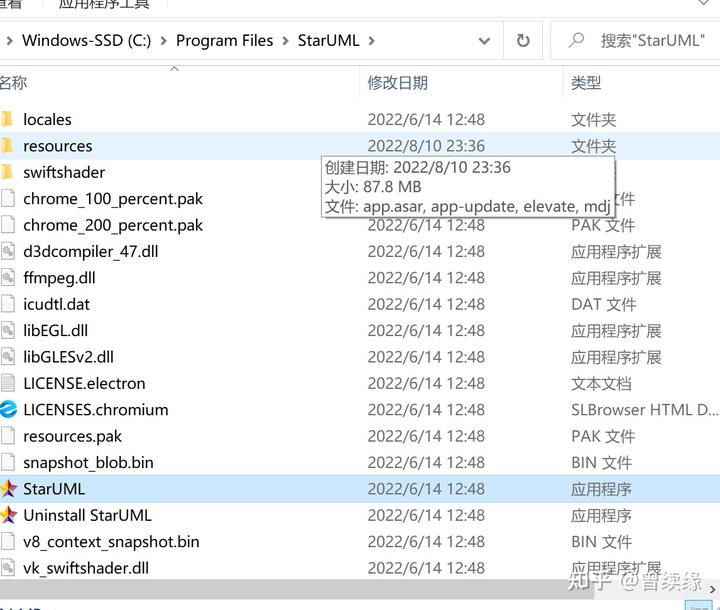 查看 应用程序工具
Windows-SSD (C:) Program Files StarUML 搜索"StarUML"
名称 修改日期 类型
locales 2022/6/14 12:48 文件夹
resources 2022/8/10 23:36 文件夹
swiftshader
创建日期: 2022/8/10 23:36
大小: 87.8 MB
文件: app.asar, app-update, elevate, mdj
chrome_100_percent.pak 文件
chrome_200_percent.pak 2022/6/14 12:48 PAK 文件
d3dcompiler_47.dll 2022/6/14 12:48 应用程序扩展
ffmpeg.dll 2022/6/14 12:48 应用程序扩展
icudtl.dat 2022/6/14 12:48 DAT 文件
libEGL.dll 2022/6/14 12:48 应用程序扩展
libGLESv2.dll 2022/6/14 12:48 应用程序扩展
LICENSE.electron 2022/6/14 12:48 文本文档
LICENSES.chromium 2022/6/14 12:48 SLBrowser HTML D...
resources.pak 2022/6/14 12:48 PAK 文件
snapshot_blob.bin 2022/6/14 12:48 BIN 文件
StarUML 2022/6/14 12:48 应用程序
Uninstall StarUML 2022/6/14 12:48 应用程序
v8_context_snapshot.bin 2022/6/14 12:48 BIN 文件
vk_swiftshader.dll 2022/6/14 12:48 应用程序扩展
知乎 @曾续缘